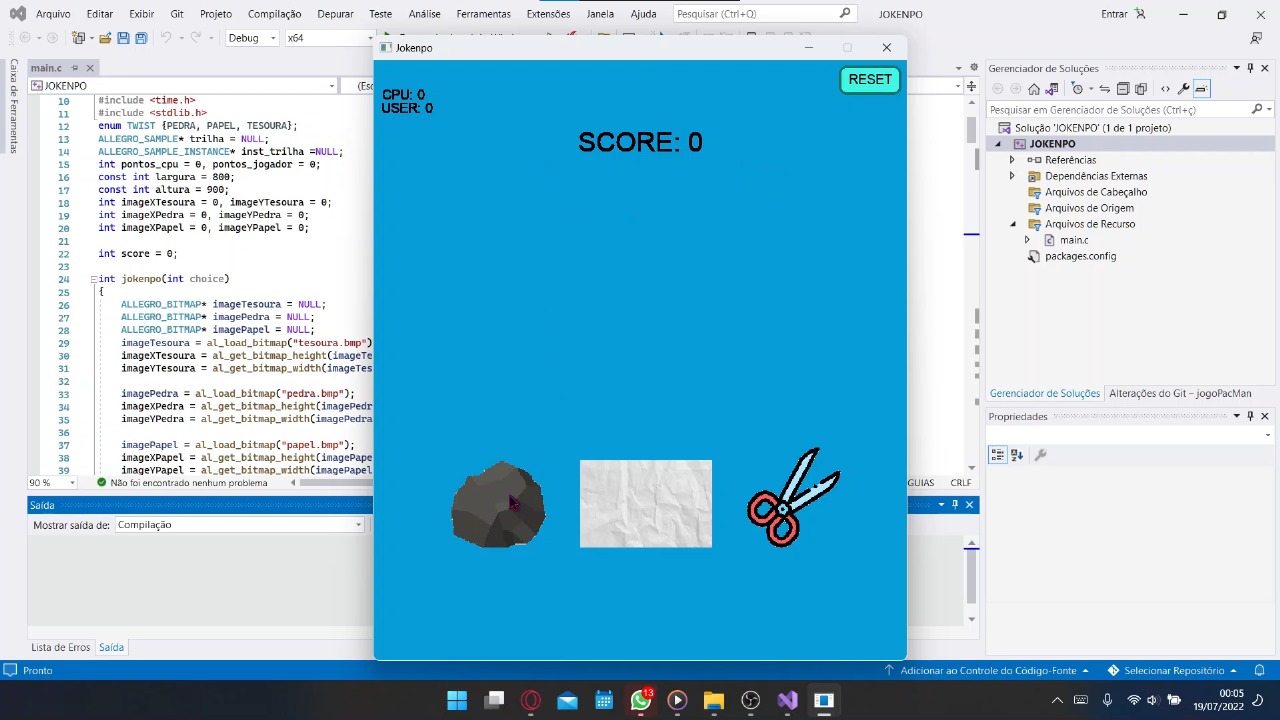 Arquivo Editar Exibir Git Projeto Compilação Depurar Teste Análise Ferramentas Extensões Janela Ajuda Pesquisar (Ctrl+Q) JOKENPO Entrar
Debug x64
Jokenpo
main.c
JOKENPO
Caixa de Ferramentas
10 #include <time.h>
11 #include <stdlib.h>
12 enum TWIST {PEDRA, PAPEL, TESOURA};
13 ALLEGRO_SAMPLE* trilha = NULL;
14 ALLEGRO_SAMPLE_INSTANCE* inst_trilha =NULL;
15 int pontos_cpu = 0, pontos_jogador = 0;
16 const int largura = 800;
17 const int altura = 900;
18 int imageXTesoura = 0, imageYTesoura = 0;
19 int imageXPedra = 0, imageYPedra = 0;
20 int imageXPapel = 0, imageYPapel = 0;
21
22 int score = 0;
23
24 int jokenpo(int choice)
25 {
26 ALLEGRO_BITMAP* imageTesoura = NULL;
27 ALLEGRO_BITMAP* imagePedra = NULL;
28 ALLEGRO_BITMAP* imagePapel = NULL;
29 imageTesoura = al_load_bitmap("tesoura.bmp")
30 imageXTesoura = al_get_bitmap_height(imageTe
31 imageYTesoura = al_get_bitmap_width(imageTes
32
33 imagePedra = al_load_bitmap("pedra.bmp");
34 imageXPedra = al_get_bitmap_height(imagePedr
35 imageYPedra = al_get_bitmap_width(imagePedra
36
37 imagePapel = al_load_bitmap("papel.bmp");
38 imageXPapel = al_get_bitmap_height(imagePape
39 imageYPapel = al_get_bitmap_width(imagePapel
90 % Não foi encontrado nenhum problema
GUIAS CRLF
CPU: 0
USER: 0
RESET
SCORE: 0
Saída
Mostrar saída de: Compilação
Lista de Erros Saída
Gerenciador de Soluções
Pesquisar em Gerenciador de Soluções (Ctrl+ç)
Solução 'JOKENPO' (1 de 1 projeto)
JOKENPO
Referências
Dependências Externas
Arquivos de Cabeçalho
Arquivos de Origem
Arquivos de Recurso
main.c
packages.config
Gerenciador de Soluções Alterações do Git – jogoPacMan
Propriedades
Pronto
Adicionar ao Controle do Código-Fonte Selecionar Repositório
13
00:05